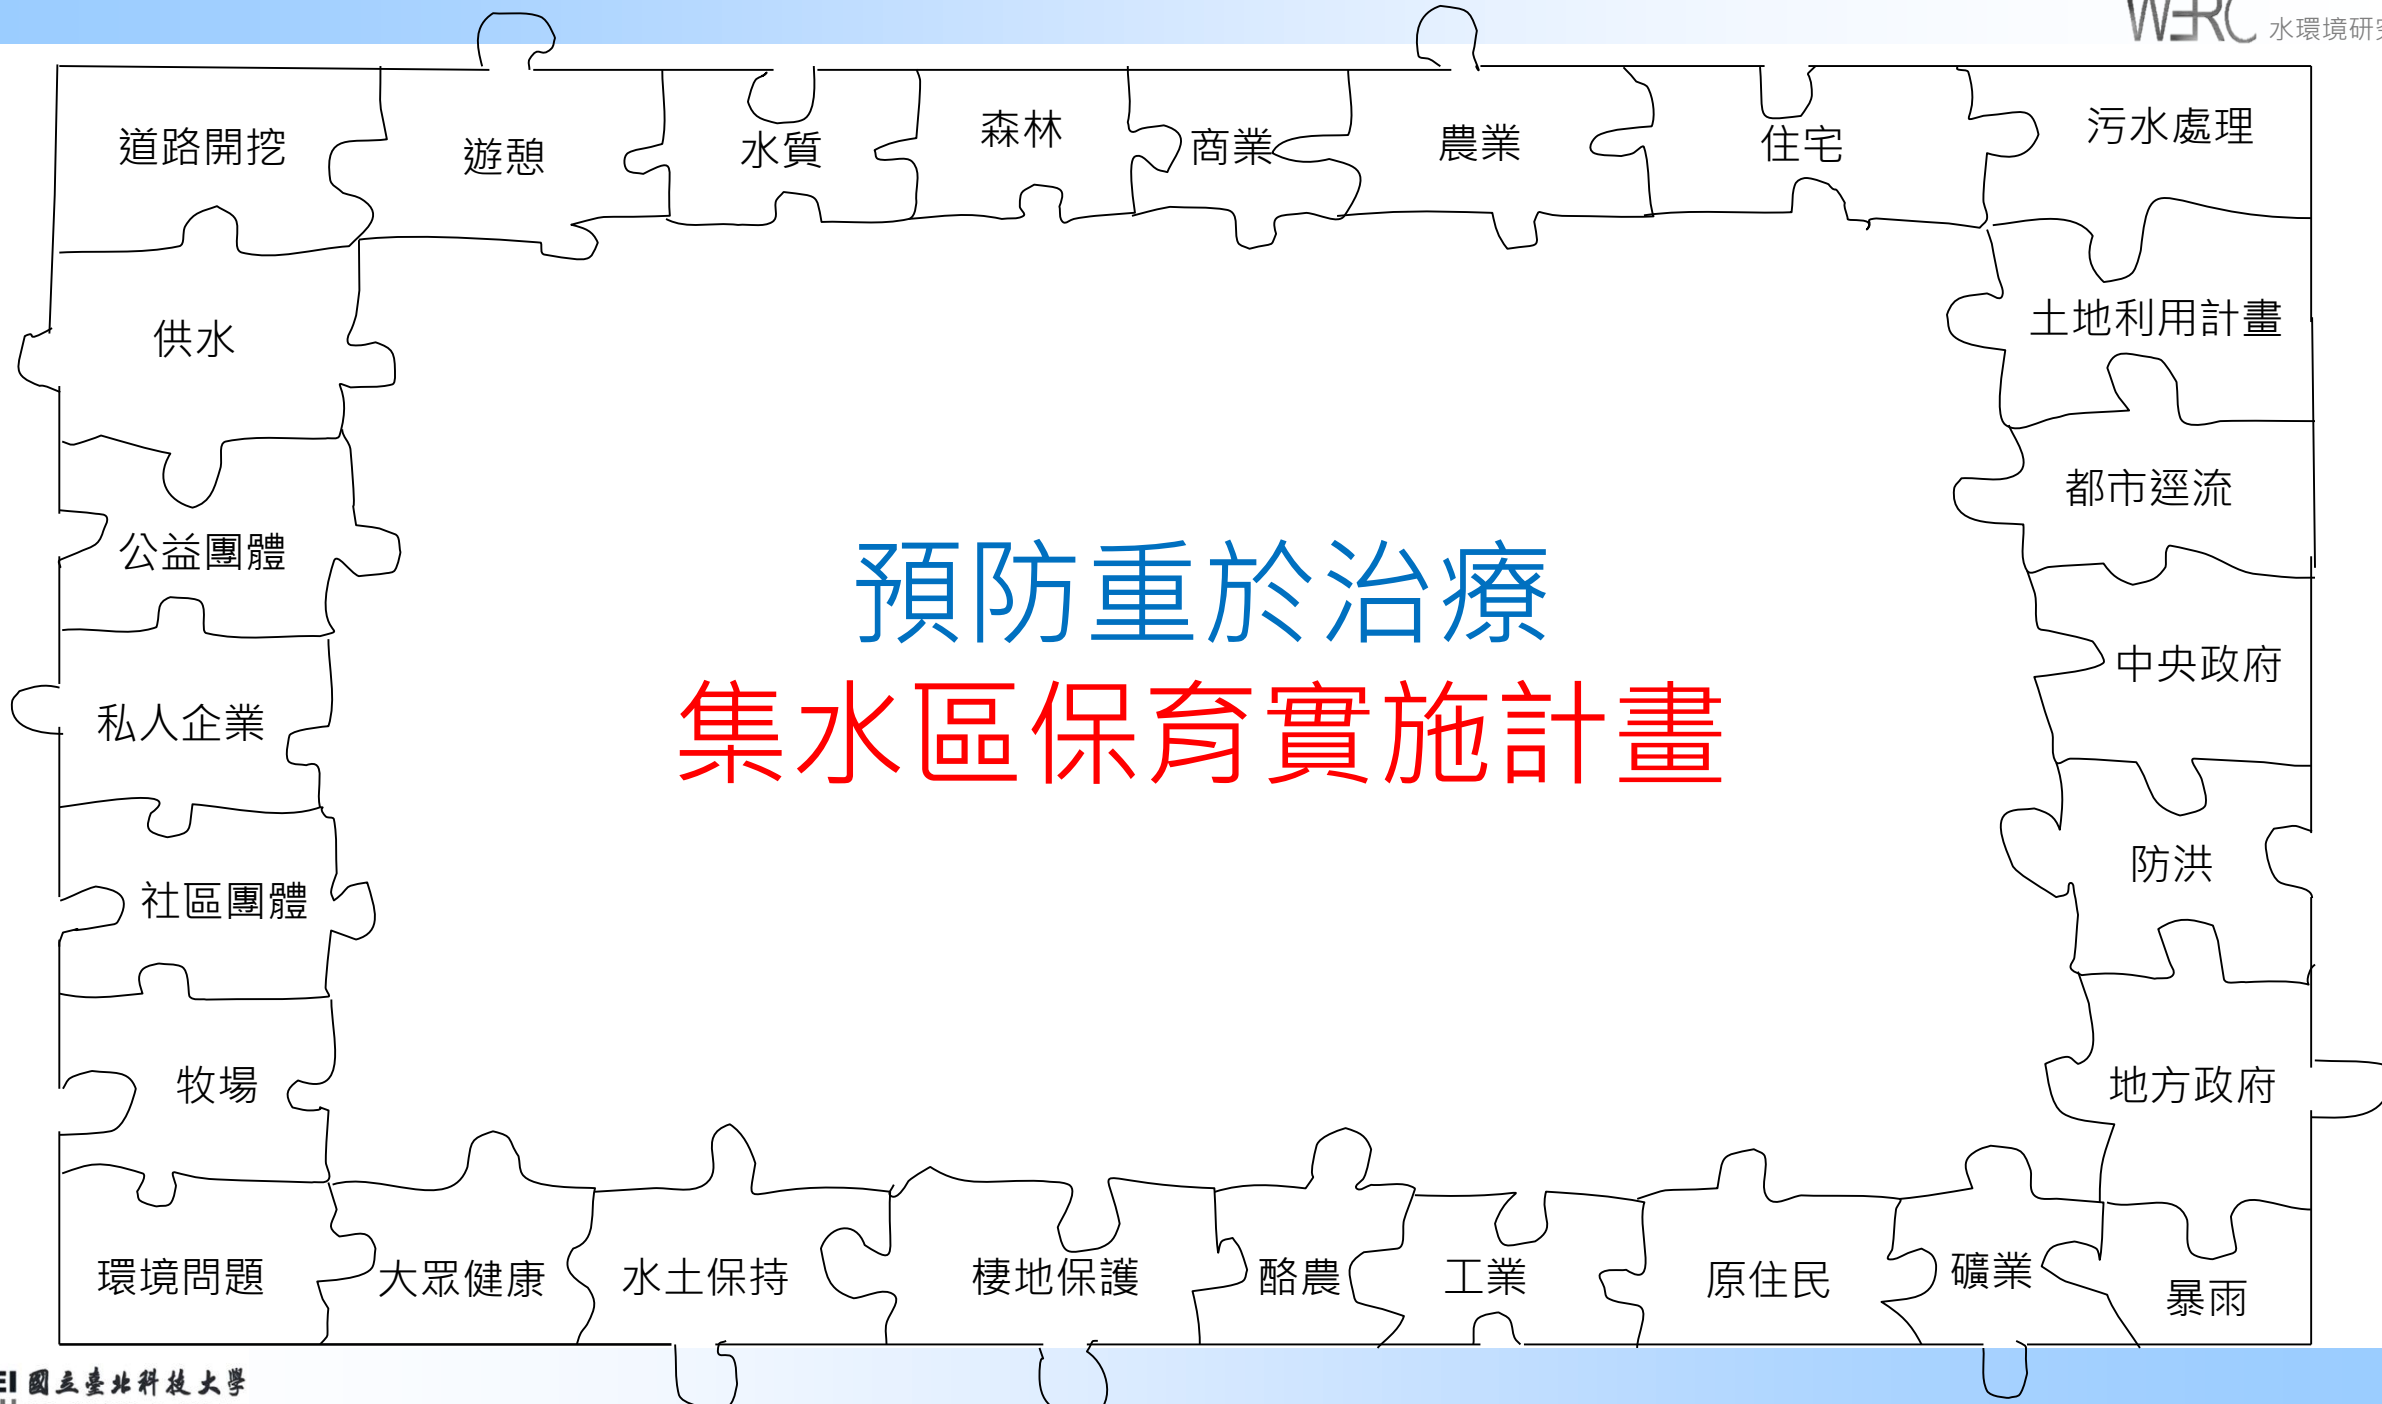 WERC 水環境研究
道路開挖
遊憩
水質
森林
商業
農業
住宅
污水處理
供水
土地利用計畫
公益團體
都市逕流
預防重於治療
集水區保育實施計畫
私人企業
中央政府
社區團體
防洪
牧場
地方政府
環境問題
大眾健康
水土保持
棲地保護
酪農
工業
原住民
礦業
暴雨
國立臺北科技大學